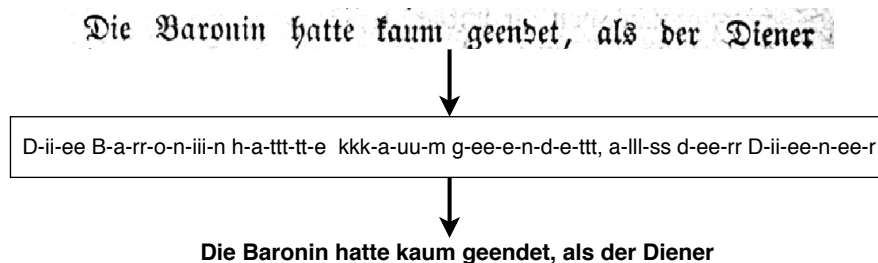 Die Baronin hatte kaum geendet, als der Diener
D-ii-ee B-a-rr-o-n-iii-n h-a-ttt-tt-e kkk-a-uu-m g-ee-e-n-d-e-ttt, a-lll-ss d-ee-rr D-ii-ee-n-ee-r
Die Baronin hatte kaum geendet, als der Diener